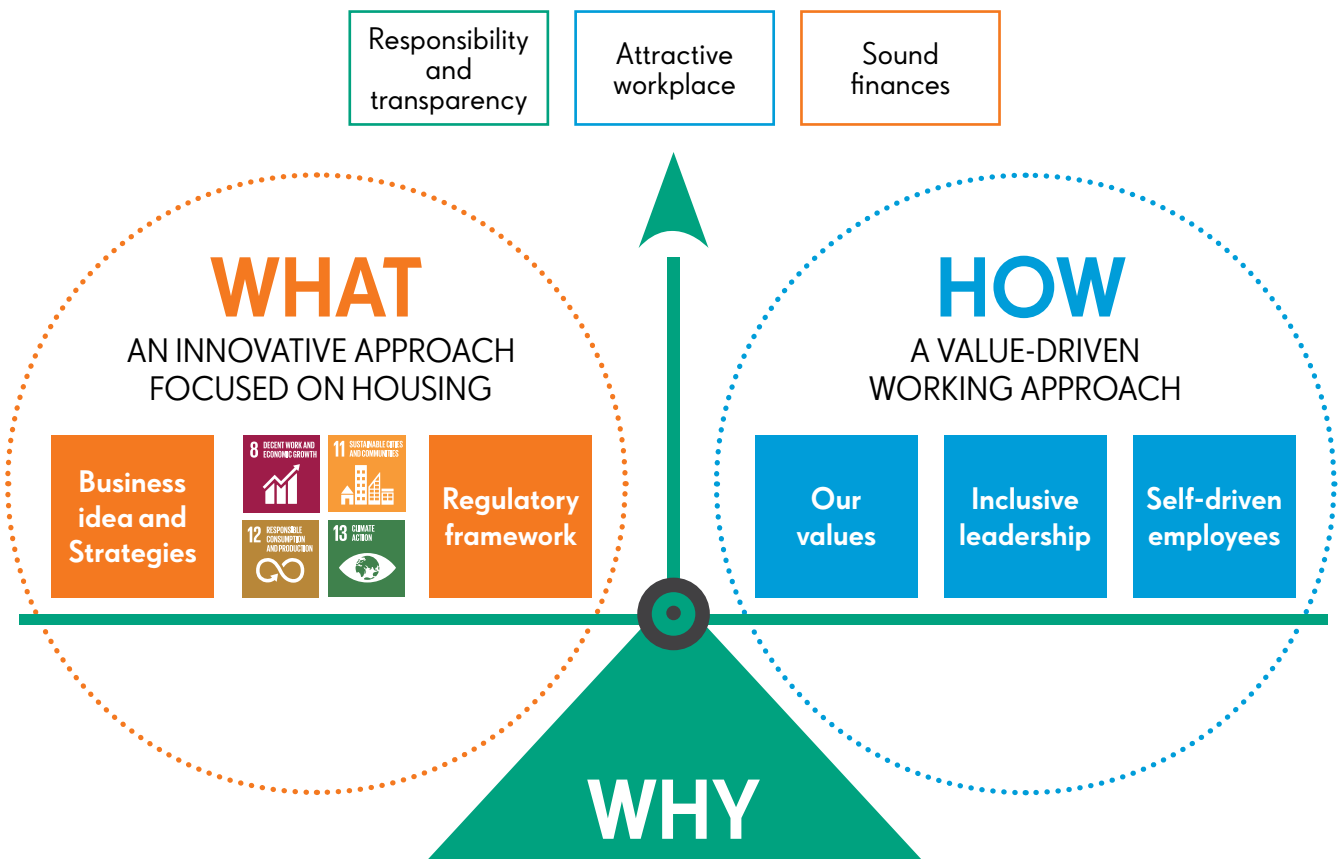 Responsibility
and
transparency
Attractive
workplace
Sound
finances
WHAT
AN INNOVATIVE APPROACH
FOCUSED ON HOUSING
Business
idea and
Strategies
8 DECENT WORK AND
ECONOMIC GROWTH
11 SUSTAINABLE CITIES
AND COMMUNITIES
12 RESPONSIBLE
CONSUMPTION
AND PRODUCTION
13 CLIMATE
ACTION
Regulatory
framework
HOW
A VALUE-DRIVEN
WORKING APPROACH
Our
values
Inclusive
leadership
Self-driven
employees
WHY